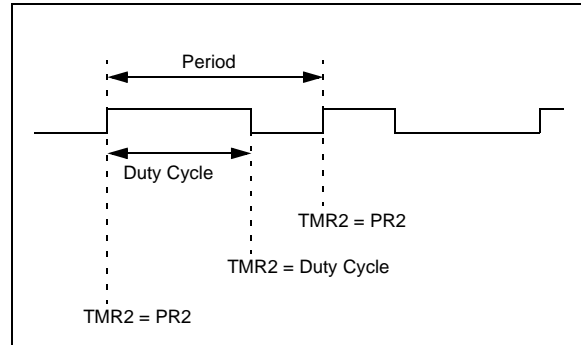 Period
Duty Cycle
TMR2 = PR2
TMR2 = Duty Cycle
TMR2 = PR2